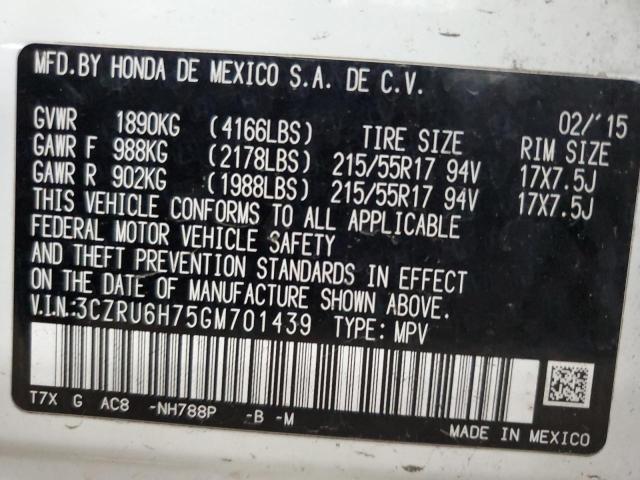 MFD.BY HONDA DE MEXICO S.A. DE C.V.
GVWR 1890KG (4166LBS) TIRE SIZE 02/'15 RIM SIZE
GAWR F 988KG (2178LBS) 215/55R17 94V 17X7.5J
GAWR R 902KG (1988LBS) 215/55R17 94V 17X7.5J
THIS VEHICLE CONFORMS TO ALL APPLICABLE
FEDERAL MOTOR VEHICLE SAFETY
AND THEFT PREVENTION STANDARDS IN EFFECT
ON THE DATE OF MANUFACTURE SHOWN ABOVE.
V.I.N.:3CZRU6H75GM701439 TYPE: MPV
T7X G AC8 -NH788P -B -M
MADE IN MEXICO